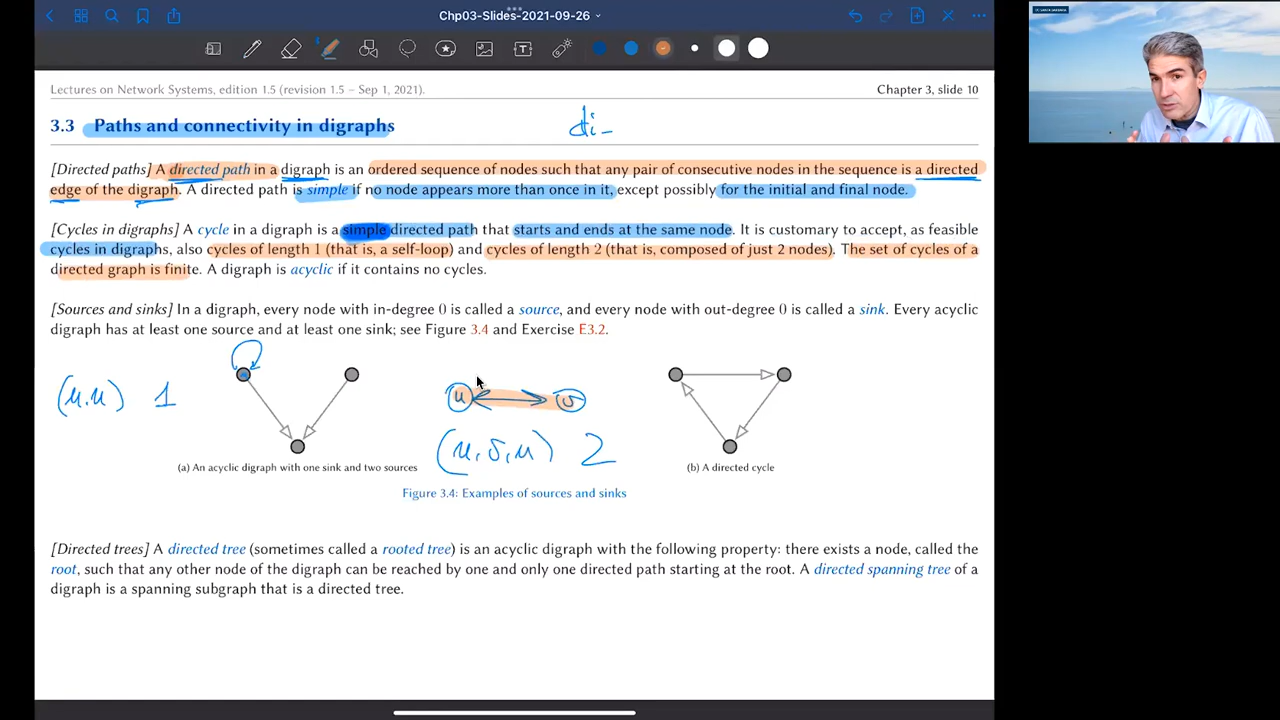 Chp03-Slides-2021-09-26
Lectures on Network Systems, edition 1.5 (revision 1.5 – Sep 1, 2021).
Chapter 3, slide 10
3.3 Paths and connectivity in digraphs
di-
[Directed paths] A directed path in a digraph is an ordered sequence of nodes such that any pair of consecutive nodes in the sequence is a directed
edge of the digraph. A directed path is simple if no node appears more than once in it, except possibly for the initial and final node.
[Cycles in digraphs] A cycle in a digraph is a simple directed path that starts and ends at the same node. It is customary to accept, as feasible
cycles in digraphs, also cycles of length 1 (that is, a self-loop) and cycles of length 2 (that is, composed of just 2 nodes). The set of cycles of a
directed graph is finite. A digraph is acyclic if it contains no cycles.
[Sources and sinks] In a digraph, every node with in-degree 0 is called a source, and every node with out-degree 0 is called a sink. Every acyclic
digraph has at least one source and at least one sink; see Figure 3.4 and Exercise E3.2.
(u.u) 1
u v
(u,v,u) 2
(a) An acyclic digraph with one sink and two sources
(b) A directed cycle
Figure 3.4: Examples of sources and sinks
[Directed trees] A directed tree (sometimes called a rooted tree) is an acyclic digraph with the following property: there exists a node, called the
root, such that any other node of the digraph can be reached by one and only one directed path starting at the root. A directed spanning tree of a
digraph is a spanning subgraph that is a directed tree.